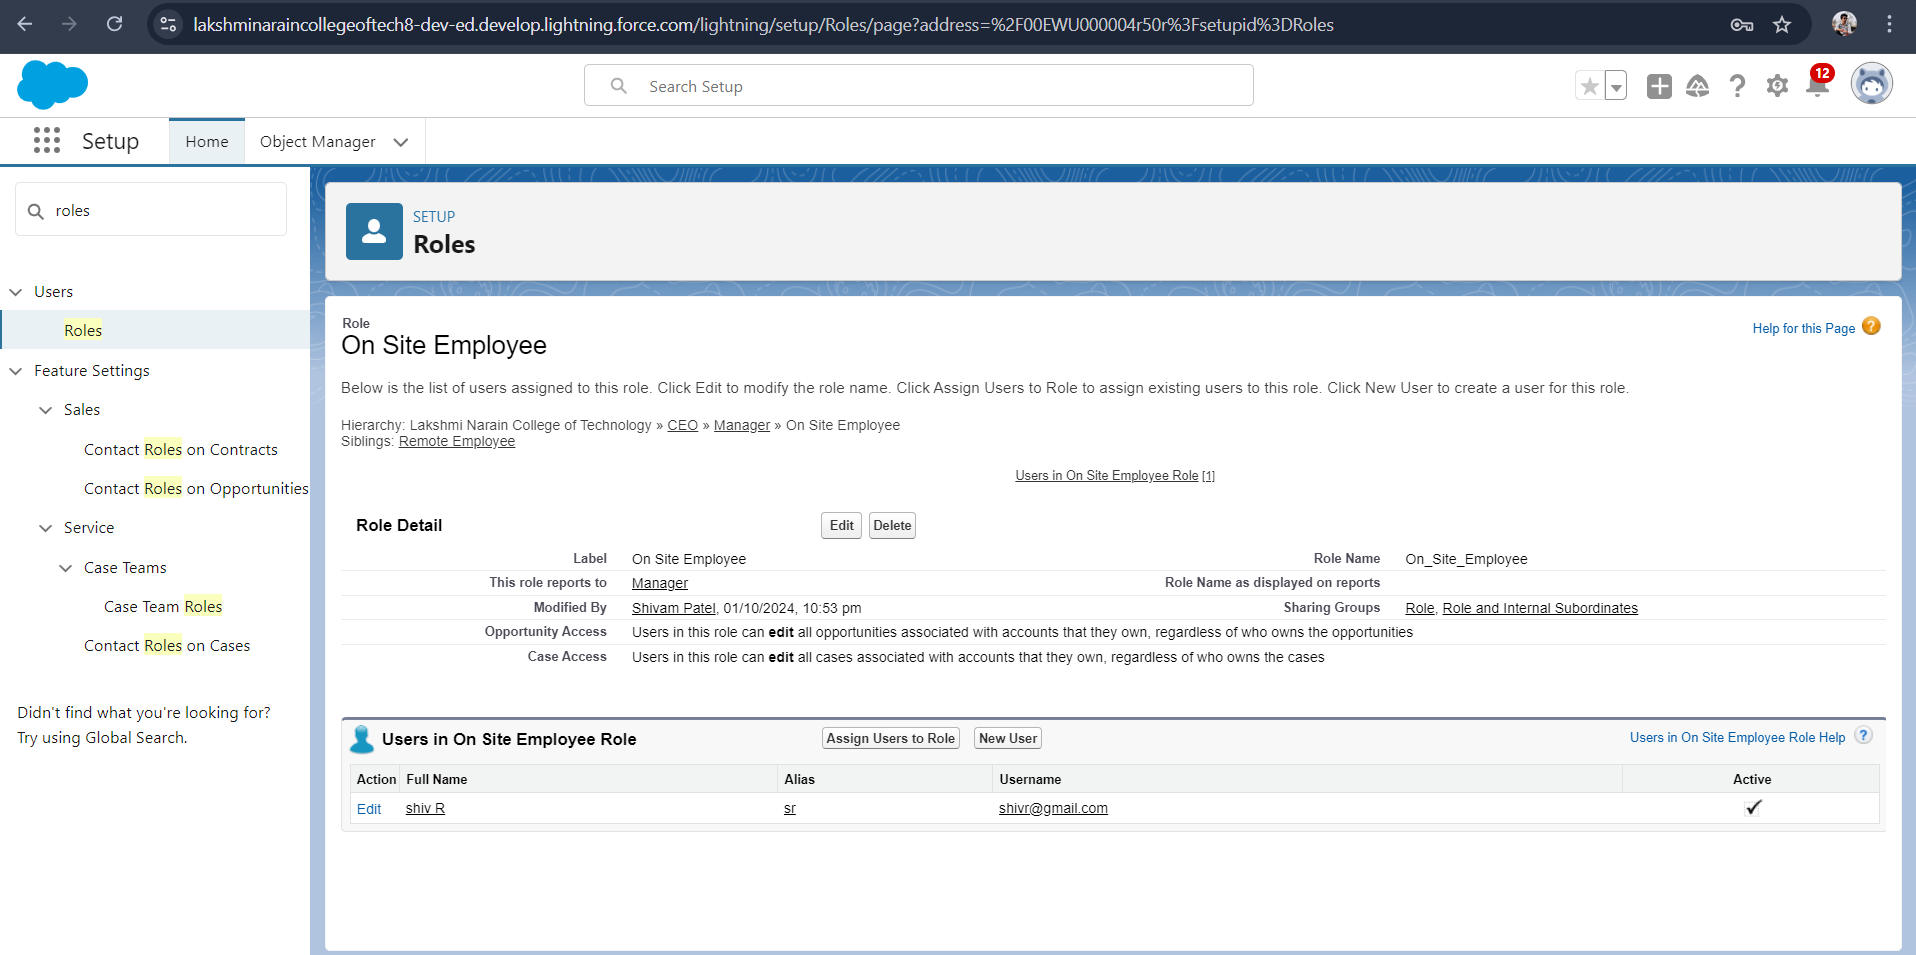 lakshminaraincollegeoftech8-dev-ed.develop.lightning.force.com/lightning/setup/Roles/page?address=%2F00EWU000004r50r%3Fsetupid%3DRoles
Search Setup
12
Setup
Home
Object Manager
roles
Users
Roles
Feature Settings
Sales
Contact Roles on Contracts
Contact Roles on Opportunities
Service
Case Teams
Case Team Roles
Contact Roles on Cases
Didn't find what you're looking for?
Try using Global Search.
SETUP
Roles
Role
On Site Employee
Help for this Page ?
Below is the list of users assigned to this role. Click Edit to modify the role name. Click Assign Users to Role to assign existing users to this role. Click New User to create a user for this role.
Hierarchy: Lakshmi Narain College of Technology » CEO » Manager » On Site Employee
Siblings: Remote Employee
Users in On Site Employee Role [1]
Role Detail Edit Delete
Label On Site Employee Role Name On_Site_Employee
This role reports to Manager Role Name as displayed on reports
Modified By Shivam Patel, 01/10/2024, 10:53 pm Sharing Groups Role, Role and Internal Subordinates
Opportunity Access Users in this role can edit all opportunities associated with accounts that they own, regardless of who owns the opportunities
Case Access Users in this role can edit all cases associated with accounts that they own, regardless of who owns the cases
Users in On Site Employee Role Assign Users to Role New User Users in On Site Employee Role Help ?
Action Full Name Alias Username Active
Edit shiv R sr shivr@gmail.com